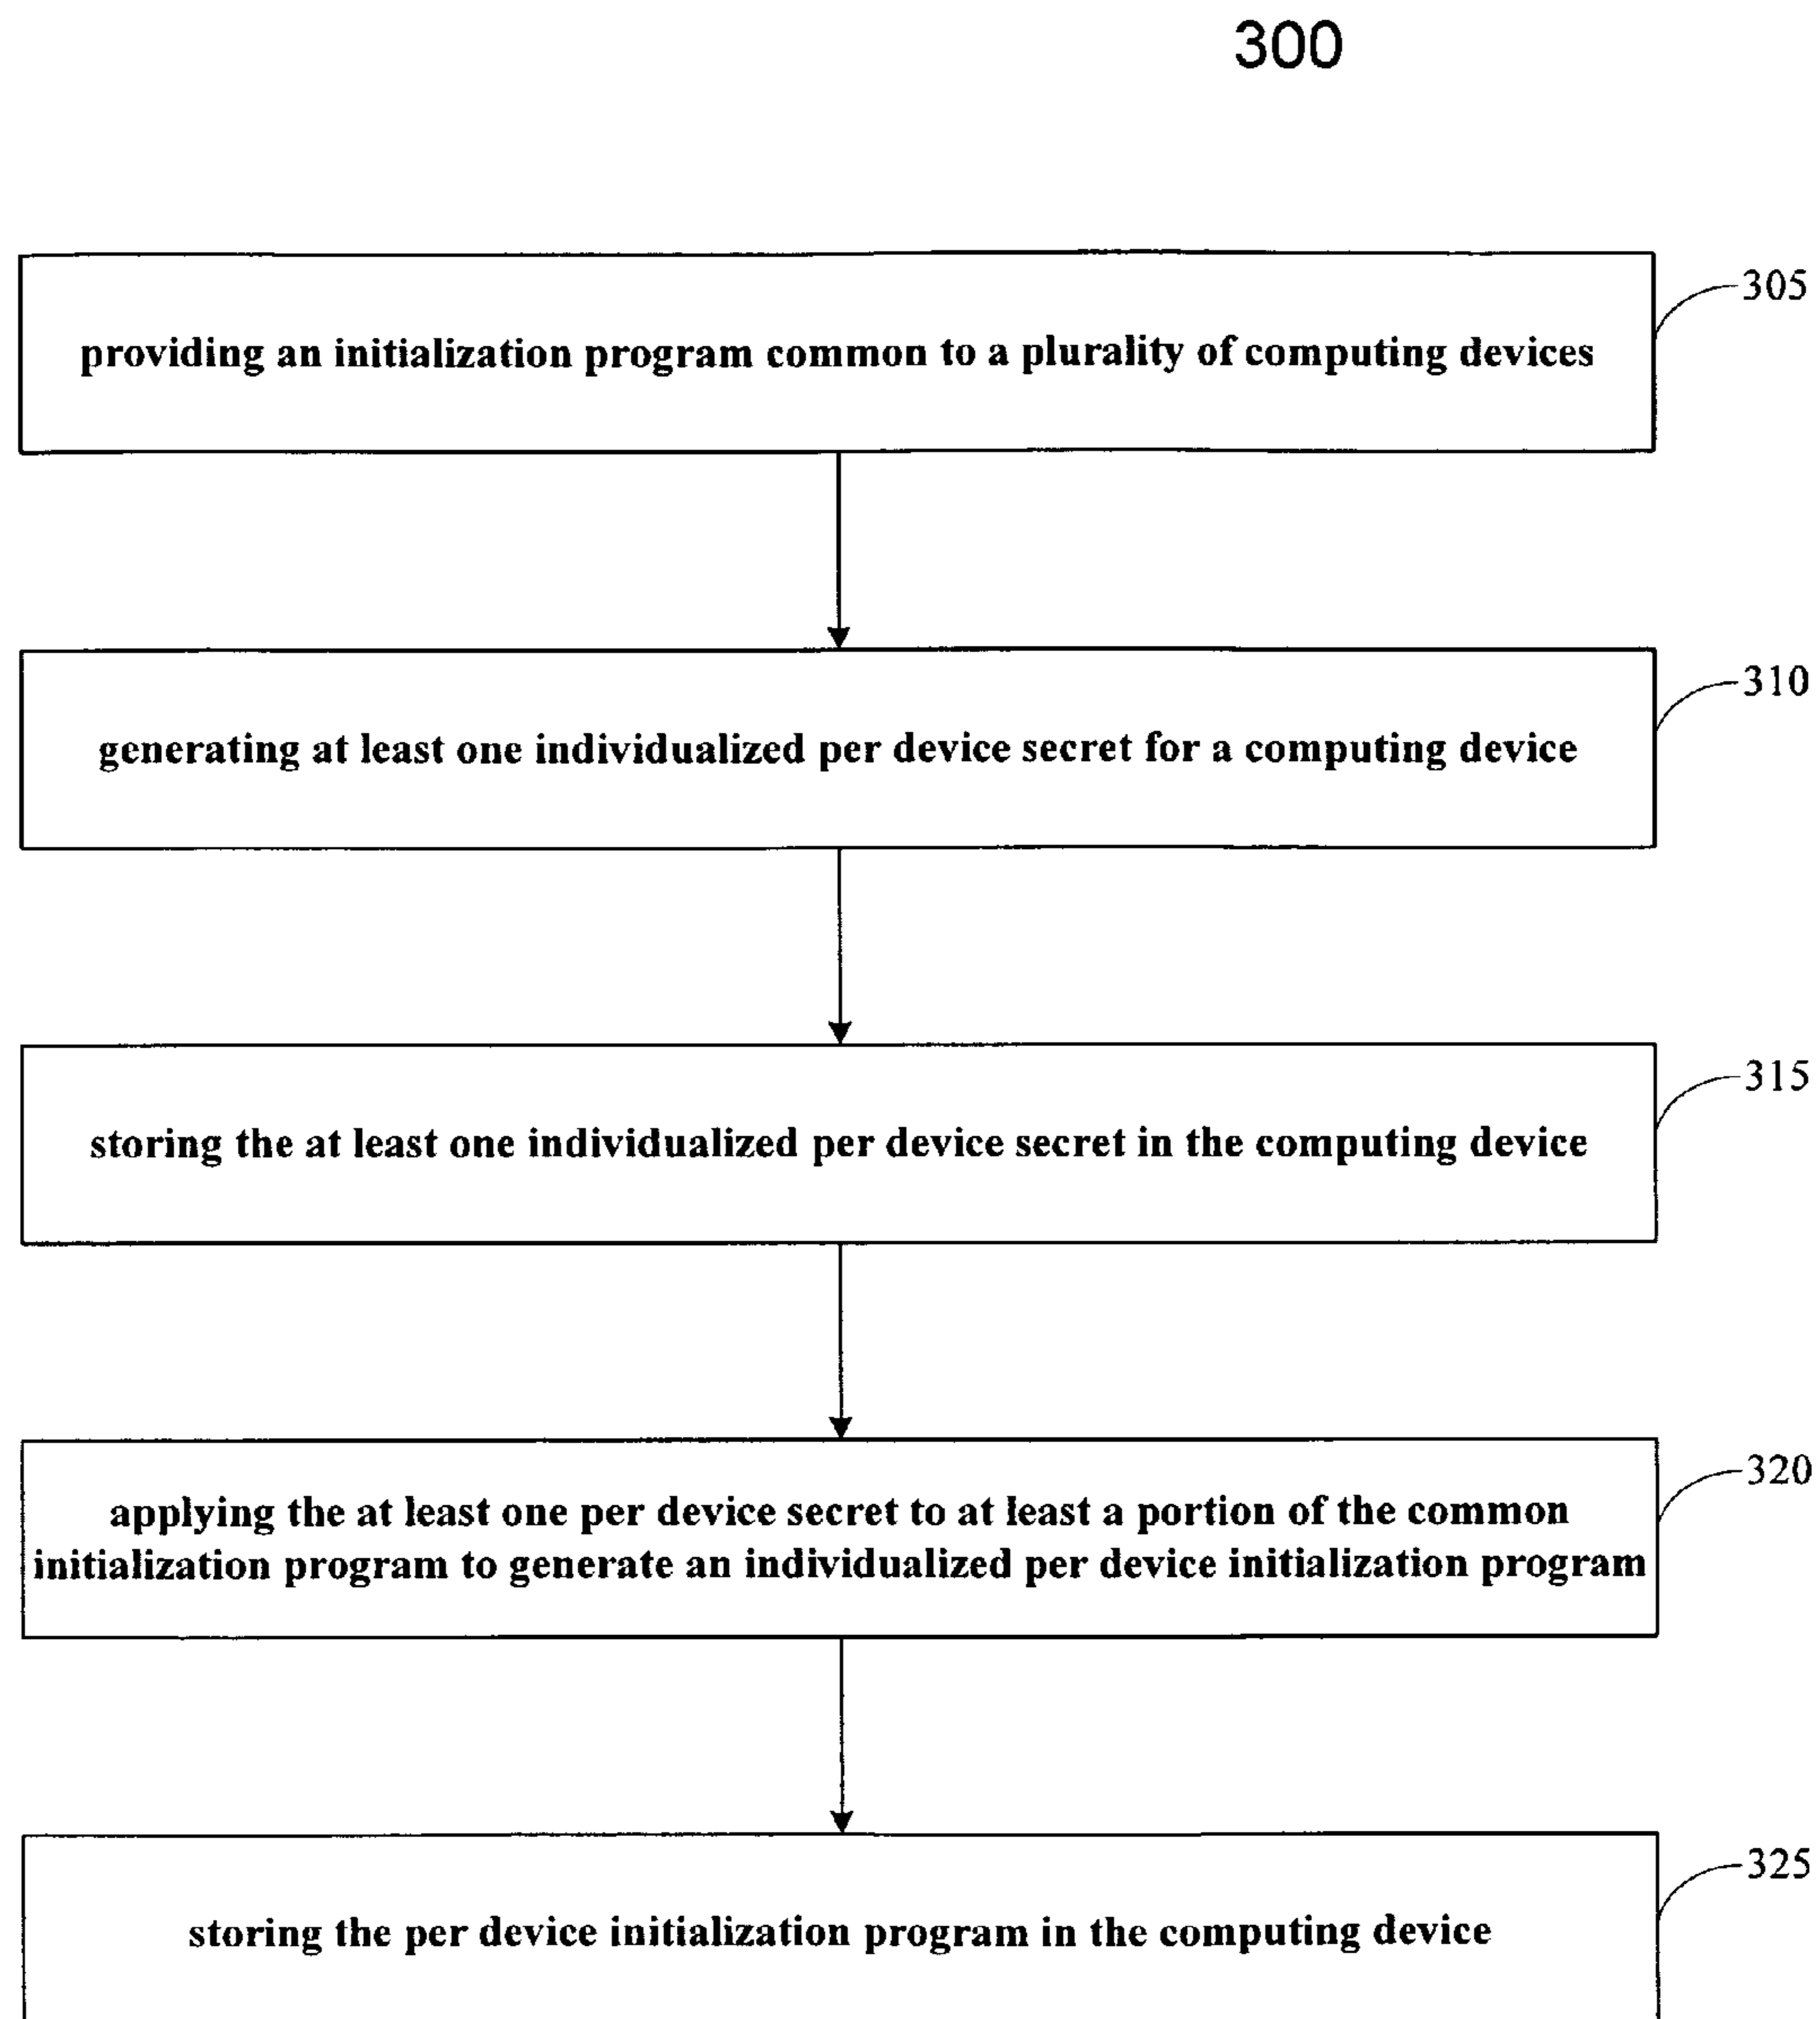 300
305
providing an initialization program common to a plurality of computing devices
310
generating at least one individualized per device secret for a computing device
315
storing the at least one individualized per device secret in the computing device
320
applying the at least one per device secret to at least a portion of the common
initialization program to generate an individualized per device initialization program
325
storing the per device initialization program in the computing device